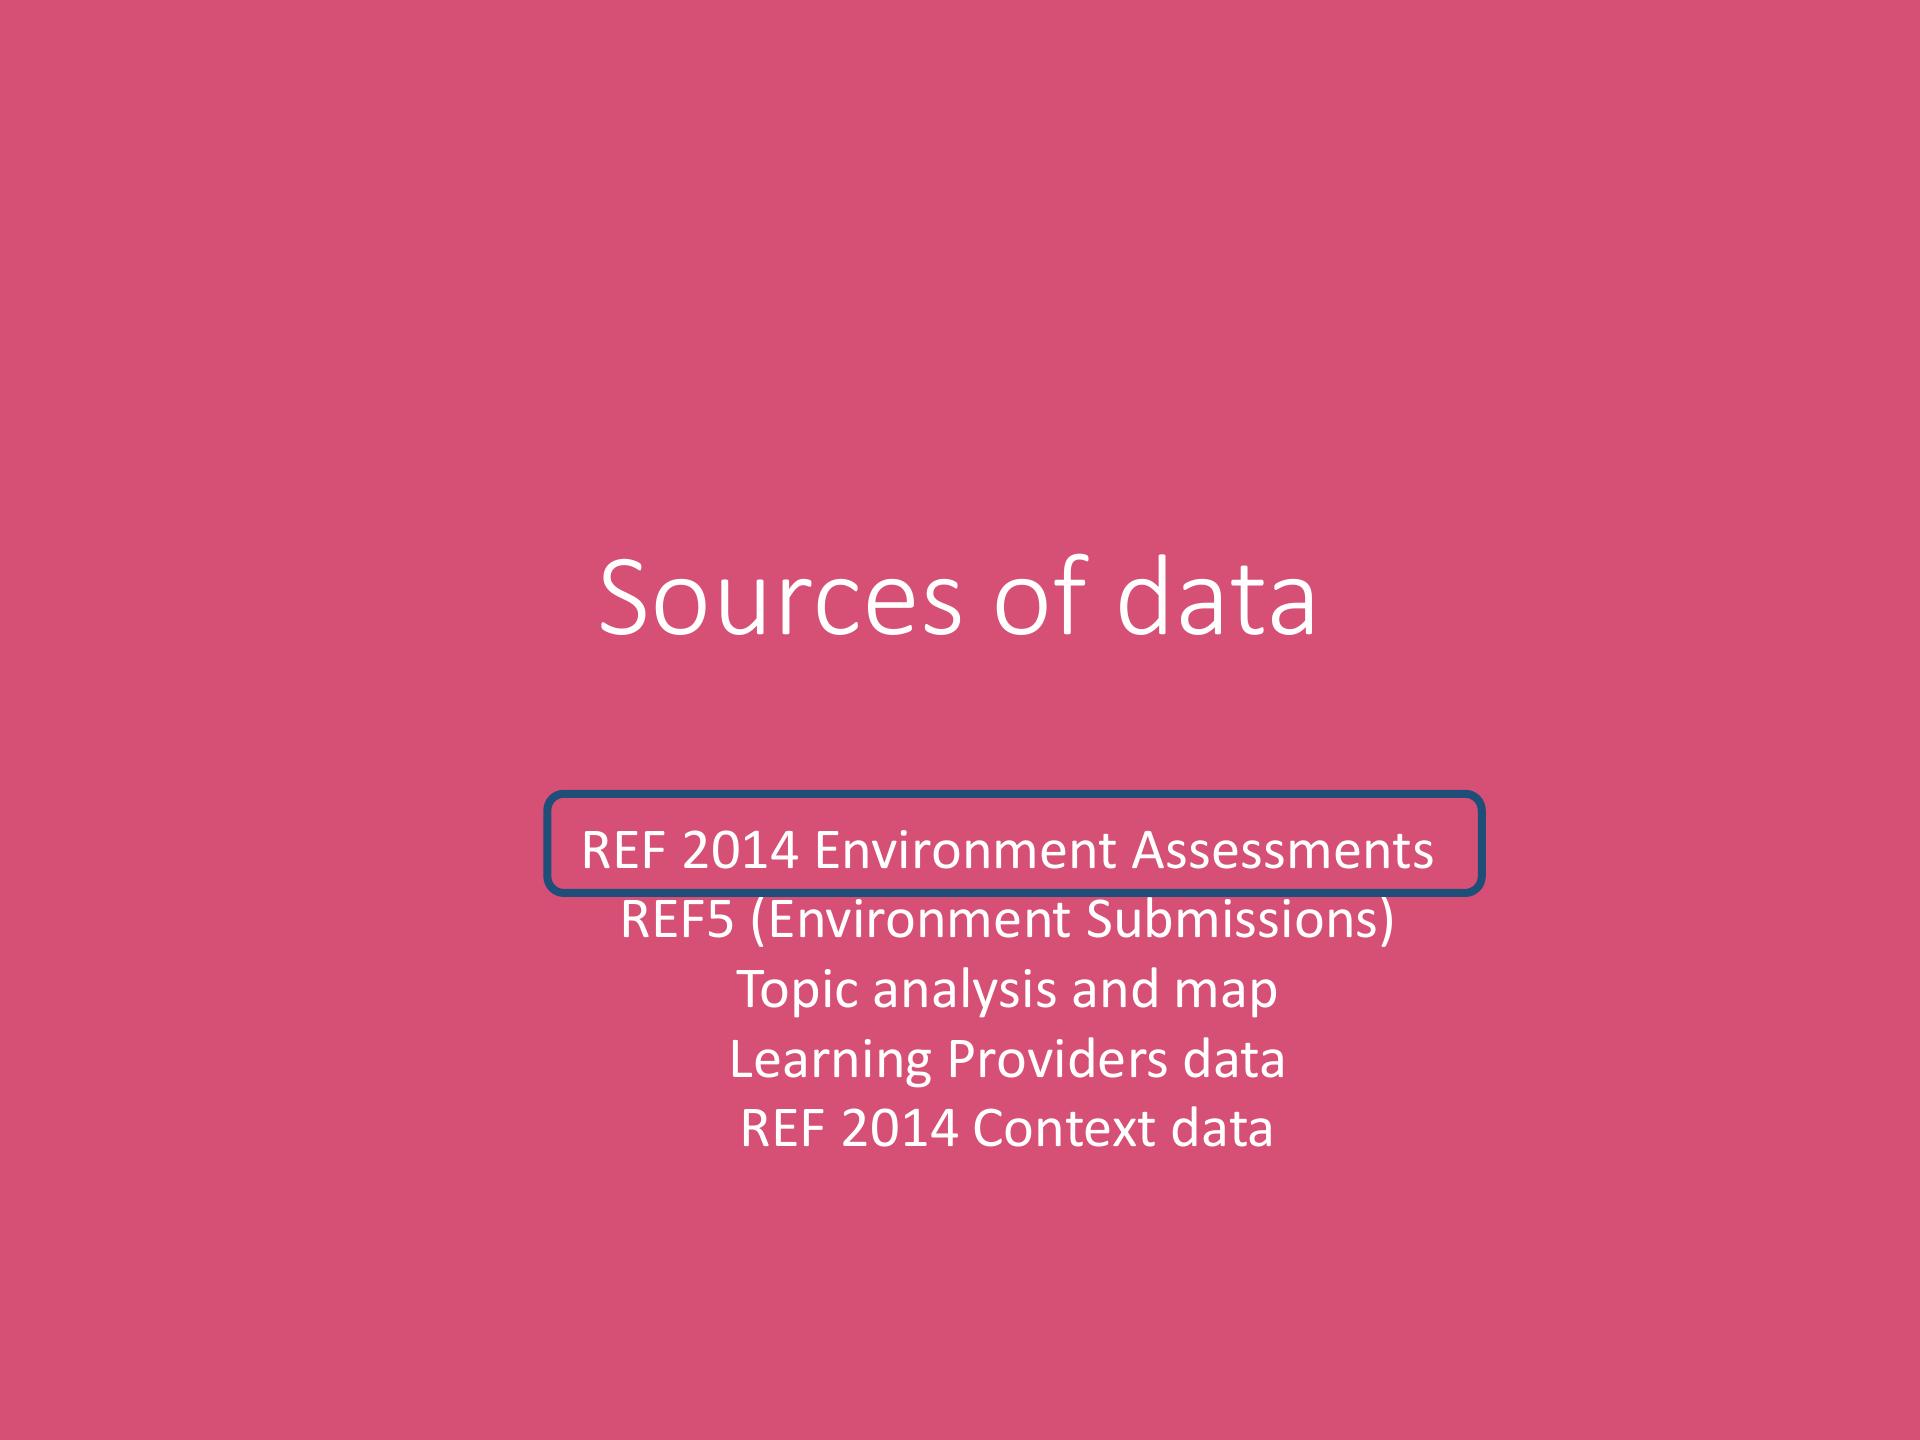 Sources of data
REF 2014 Environment Assessments
REF5 (Environment Submissions)
Topic analysis and map
Learning Providers data
REF 2014 Context data